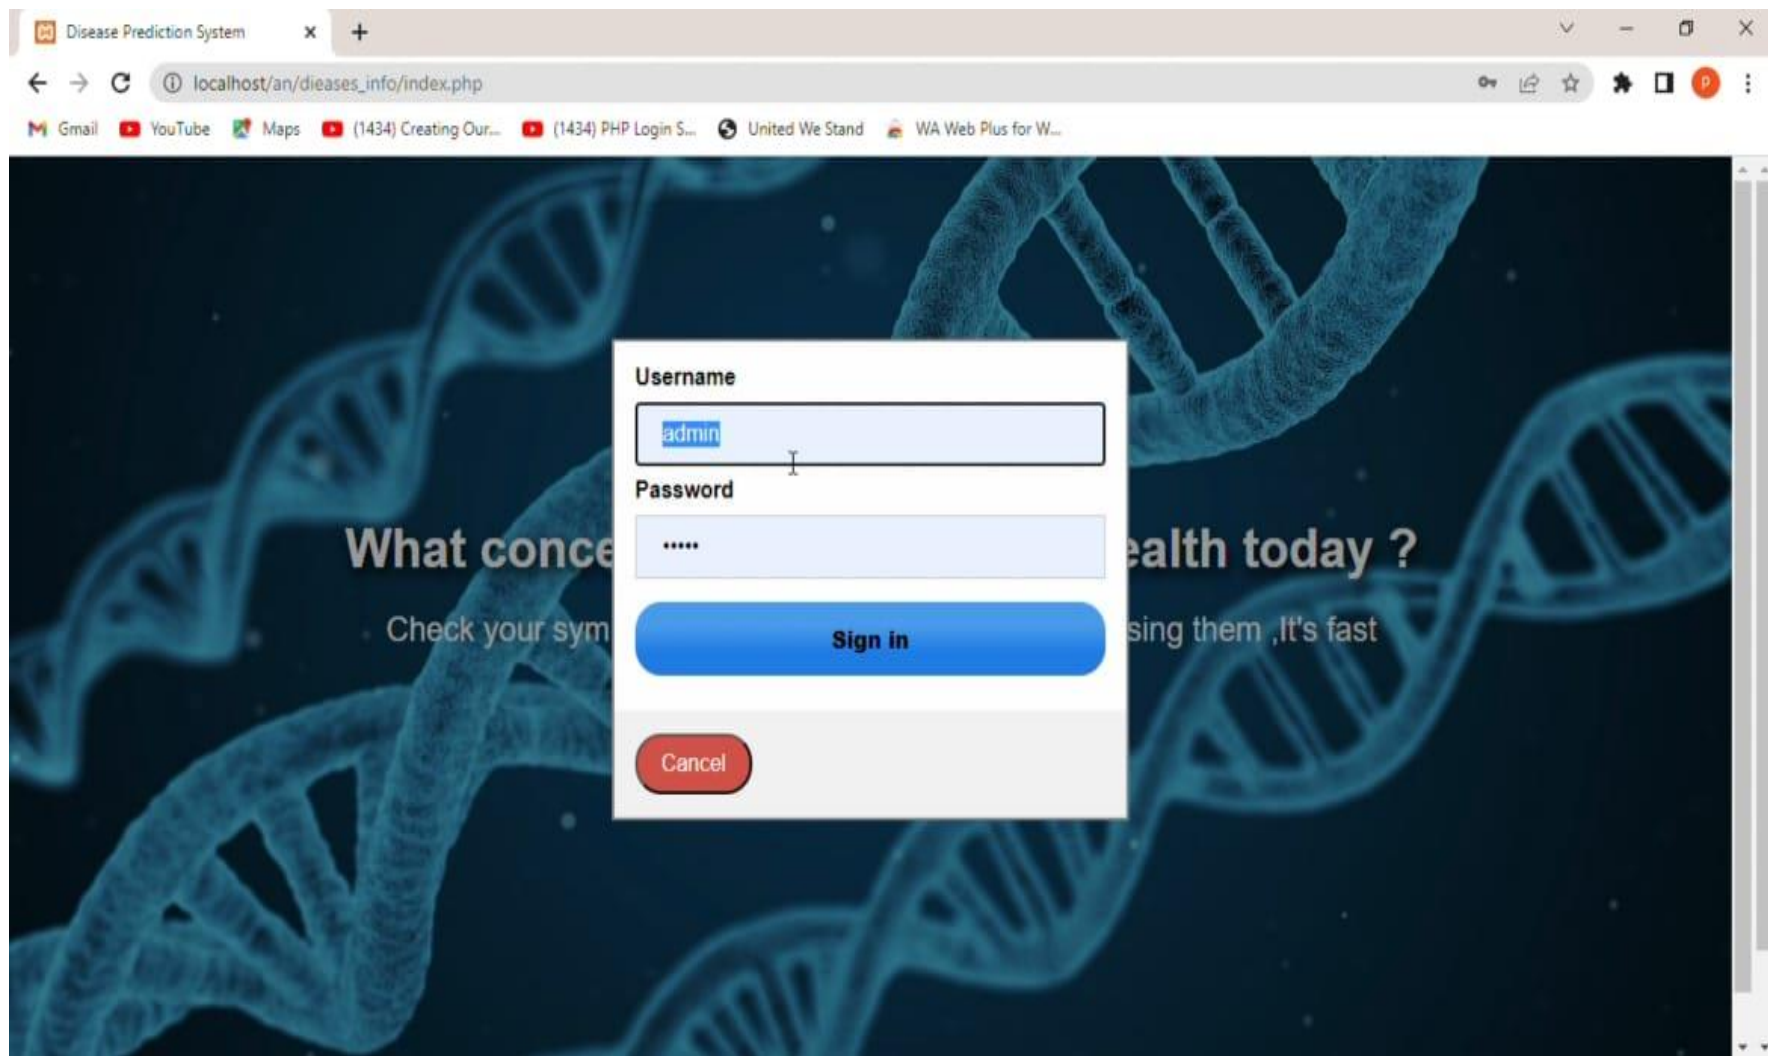 Disease Prediction System
localhost/an/dieases_info/index.php
P
Gmail YouTube Maps (1434) Creating Our... (1434) PHP Login S... United We Stand WA Web Plus for W...
Username
admin
Password
•••••
What conce ealth today ?
Check your sym sing them ,It's fast
Sign in
Cancel